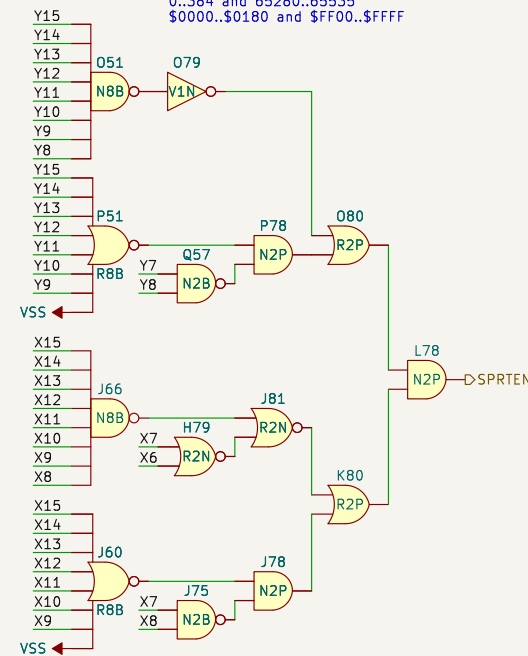 0..384 and 65280..65535
$0000..$0180 and $FF00..$FFFF
Y15
Y14
Y13
Y12
Y11
Y10
Y9
Y8
O51
N8B
O79
V1N
Y15
Y14
Y13
Y12
Y11
Y10
Y9
VSS
P51
R8B
Y7
Y8
Q57
N2B
P78
N2P
O80
R2P
L78
N2P
SPRTEN
X15
X14
X13
X12
X11
X10
X9
X8
J66
N8B
X7
X6
H79
R2N
J81
R2N
K80
R2P
X15
X14
X13
X12
X11
X10
X9
VSS
J60
R8B
X7
X8
J75
N2B
J78
N2P